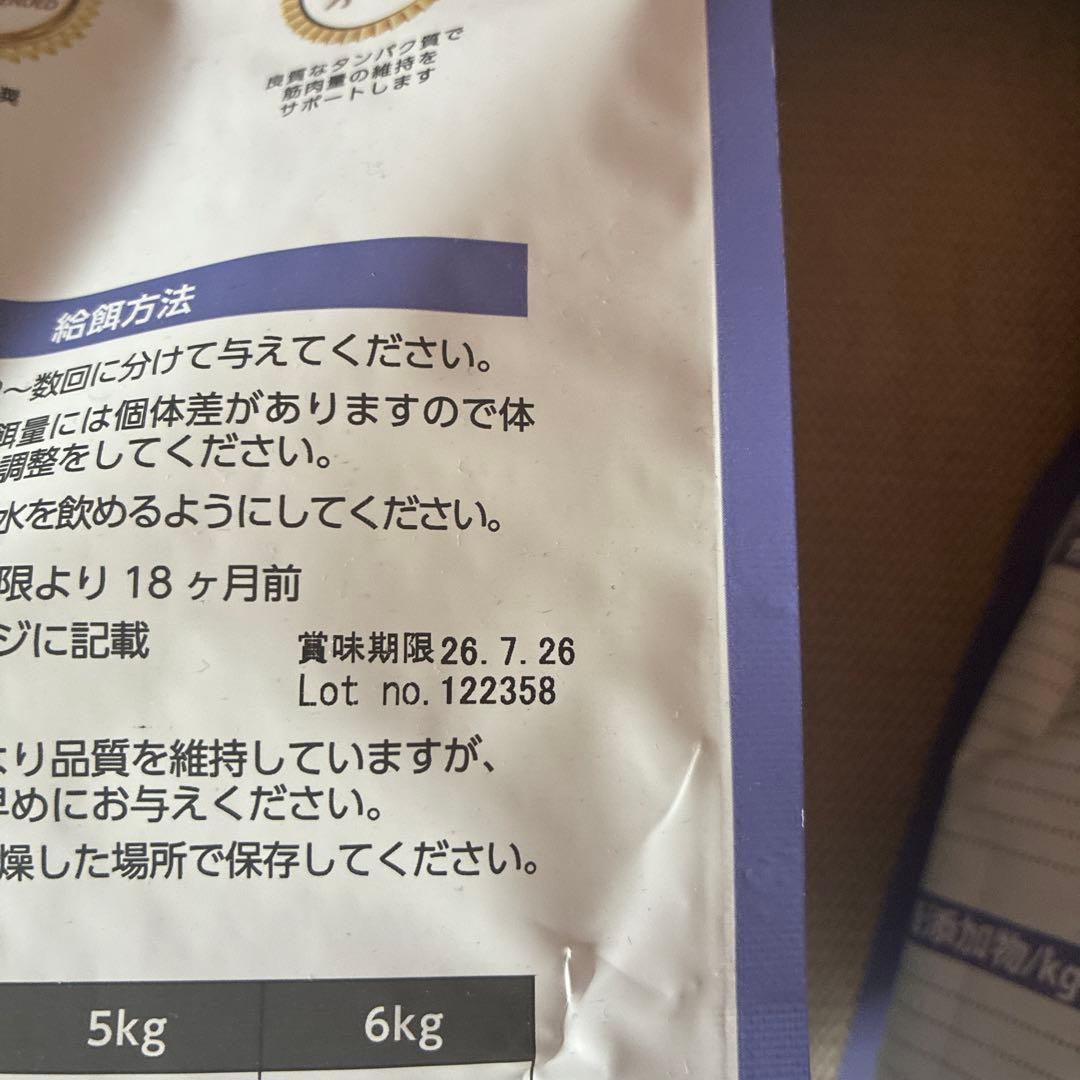 ENDED
奨
良質なタンパク質で
筋肉量の維持を
サポートします
給餌方法
～数回に分けて与えてください。
餌量には個体差がありますので体
調整をしてください。
水を飲めるようにしてください。
限より 18 ヶ月前
ジに記載
賞味期限 26. 7. 26
Lot no. 122358
より品質を維持していますが、
早めにお与えください。
燥した場所で保存してください。
5kg
6kg
添加物/kg